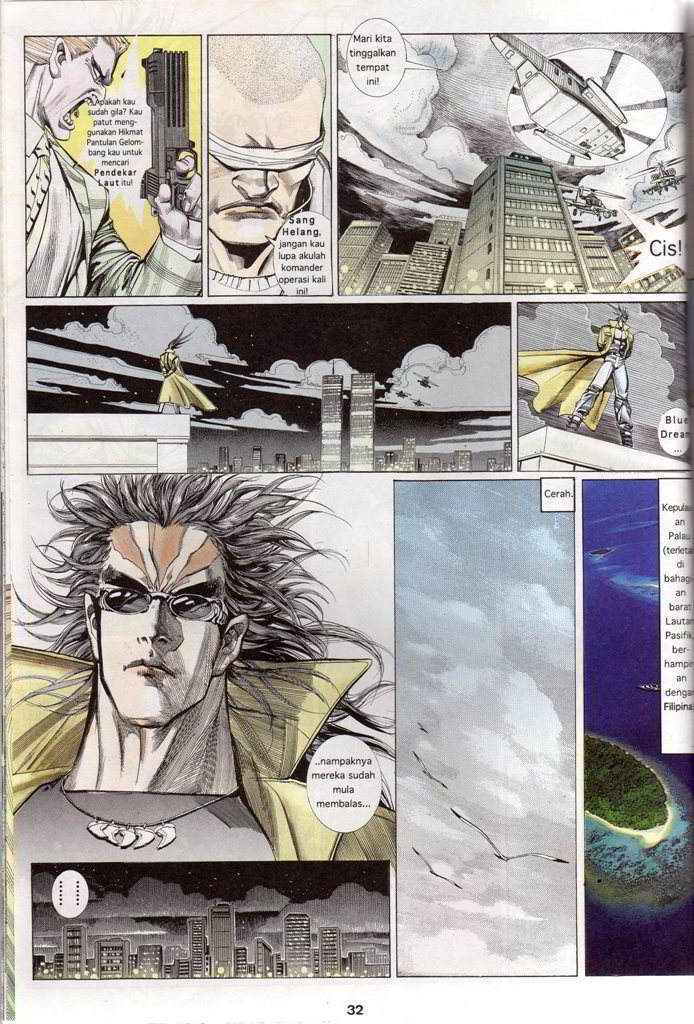 Apakah kau
sudah gila? Kau
patut meng-
gunakan Hikmat
Pantulan Gelom-
bang kau untuk
mencari
Pendekar
Laut itu!
Sang
Helang,
jangan kau
lupa akulah
komander
operasi kali
ini!
Mari kita
tinggalkan
tempat
ini!
Cis!
Blue
Dream
...
..nampaknya
mereka sudah
mula
membalas...
Cerah.
Kepulau
an
Palau
(terleta
di
bahagi
an
barat
Lautan
Pasifik
ber-
hampir
an
dengan
Filipina
32